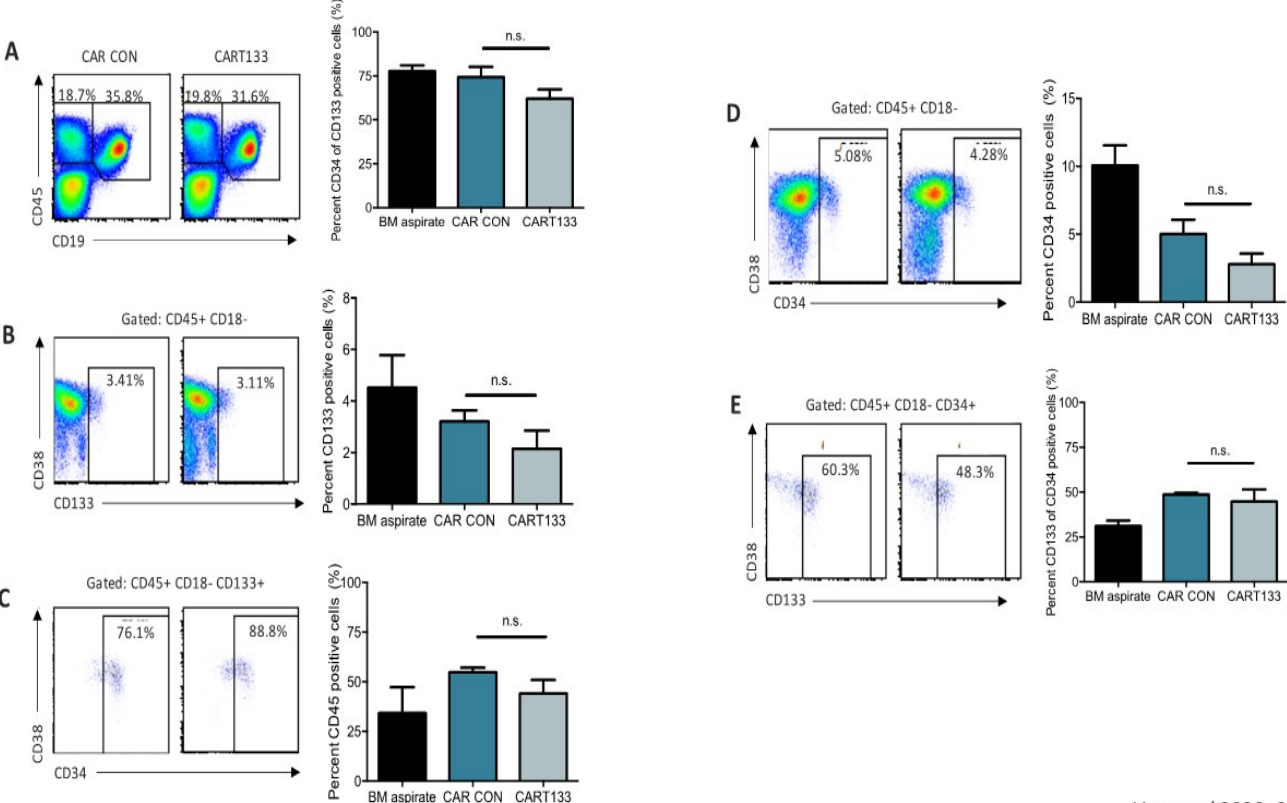 A
CAR CON
CART133
18.7% 35.8%
19.8% 31.6%
CD45
CD19
Percent CD34 of CD133 positive cells (%)
100
75
50
25
0
n.s.
BM aspirate CAR CON CART133
B
Gated: CD45+ CD18-
3.41%
3.11%
CD38
CD133
Percent CD133 positive cells (%)
8
6
4
2
0
n.s.
BM aspirate CAR CON CART133
C
Gated: CD45+ CD18- CD133+
76.1%
88.8%
CD38
CD34
Percent CD45 positive cells (%)
100
75
50
25
0
n.s.
BM aspirate CAR CON CART133
D
Gated: CD45+ CD18-
5.08%
4.28%
CD38
CD34
Percent CD34 positive cells (%)
15
10
5
0
n.s.
BM aspirate CAR CON CART133
E
Gated: CD45+ CD18- CD34+
60.3%
48.3%
CD38
CD133
Percent CD133 of CD34 positive cells (%)
100
75
50
25
0
n.s.
BM aspirate CAR CON CART133